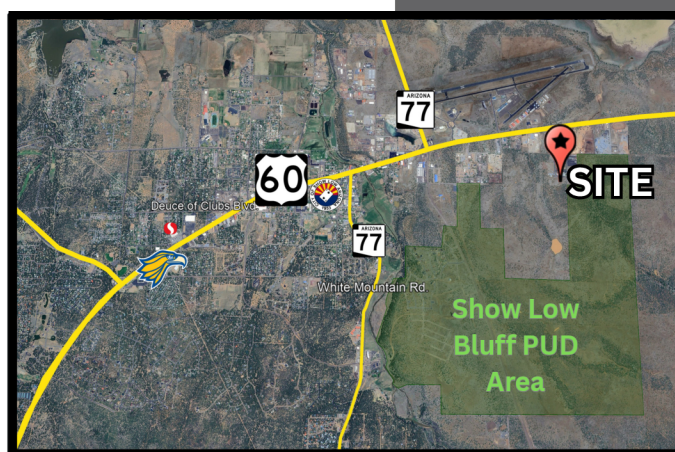 ARIZONA
77
60
SITE
Deuce of Clubs Blvd
ARIZONA
77
White Mountain Rd
Show Low
Bluff PUD
Area